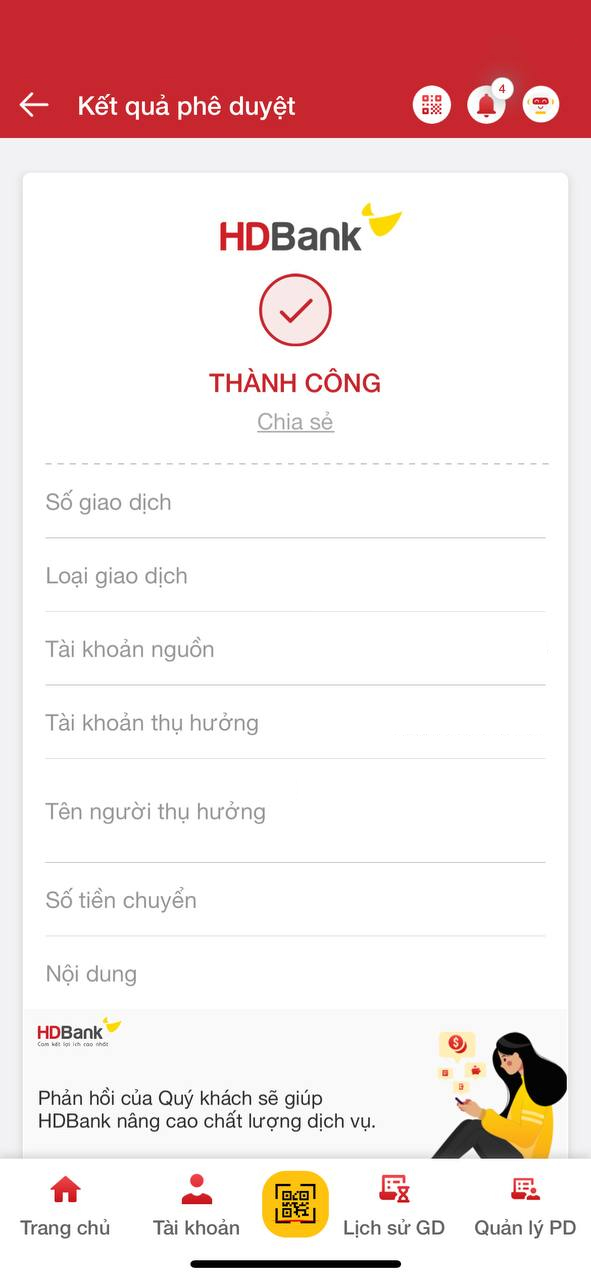 Kết quả phê duyệt
4
HDBank
THÀNH CÔNG
Chia sẻ
Số giao dịch
Loại giao dịch
Tài khoản nguồn
Tài khoản thụ hưởng
Tên người thụ hưởng
Số tiền chuyển
Nội dung
HDBank
Cam kết lợi ích cao nhất
$
Phản hồi của Quý khách sẽ giúp
HDBank nâng cao chất lượng dịch vụ.
Trang chủ
Tài khoản
Lịch sử GD
Quản lý PD